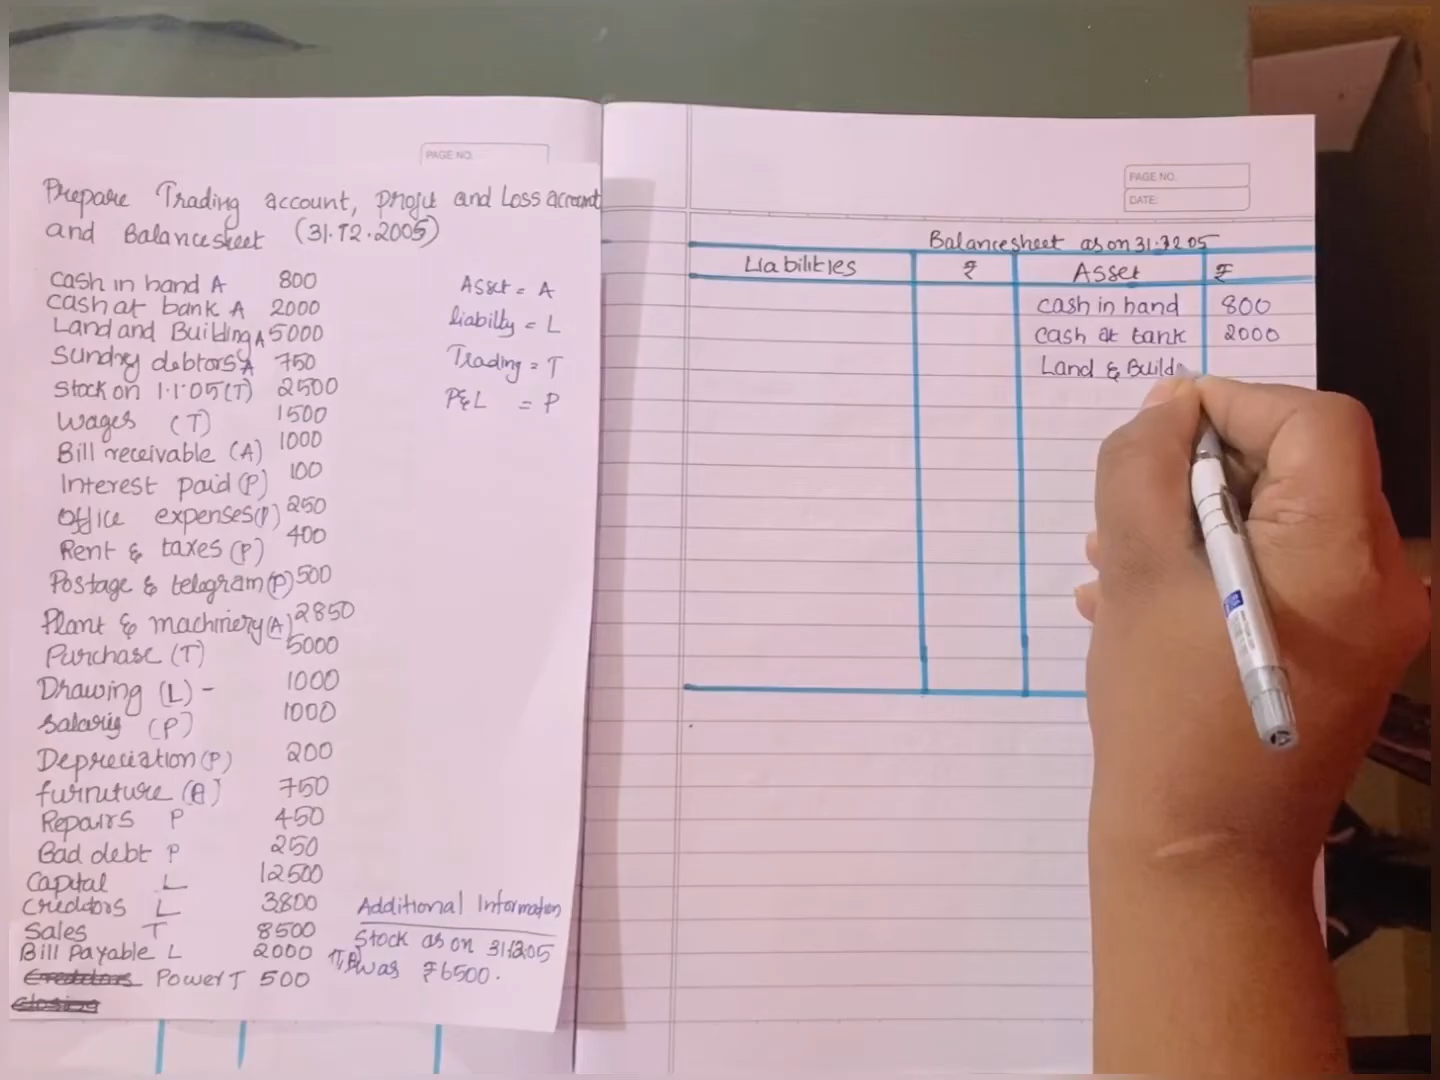 PAGE NO.
Prepare Trading account, profit and Loss account
and Balancesheet (31.12.2005)
Cash in hand A 800
Cash at bank A 2000
Land and Building A 5000
Sundry debtors A 750
Stock on 1.1.05 (T) 2500
Wages (T) 1500
Bill receivable (A) 1000
Interest paid (P) 100
Office expenses (P) 250
Rent & taxes (P) 400
Postage & telegram (P) 500
Plant & machinery (A) 2850
Purchase (T) 5000
Drawing (L) - 1000
Salariy (P) 1000
Depreciation (P) 200
furniture (A) 750
Repairs P 450
Bad debt P 250
Capital L 12500
Creditors L 3800
Sales T 8500
Bill Payable L 2000
Creditors Power T 500
Closing
Asset = A
liabilty = L
Trading = T
P&L = P
Additional Information
Stock as on 31.12.05
was ₹6500.
PAGE NO.
DATE:
Balancesheet as on 31.12.05
Liabilities ₹ Asset ₹
cash in hand 800
cash at bank 2000
Land & Build